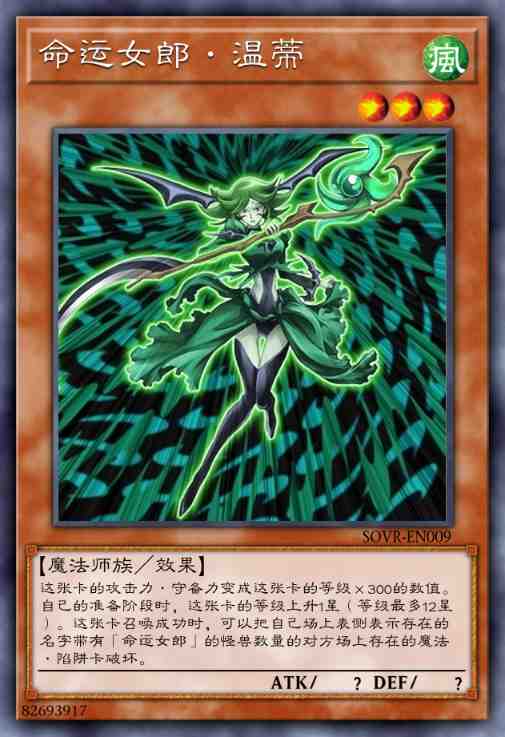 命运女郎・温蒂
風
SOVR-EN009
【魔法师族／效果】
这张卡的攻击力・守备力变成这张卡的等级×300的数值。
自己的准备阶段时，这张卡的等级上升1星（等级最多12星
）。这张卡召唤成功时，可以把自己场上表侧表示存在的
名字带有「命运女郎」的怪兽数量的对方场上存在的魔法
・陷阱卡破坏。
ATK/ ? DEF/ ?
82693917